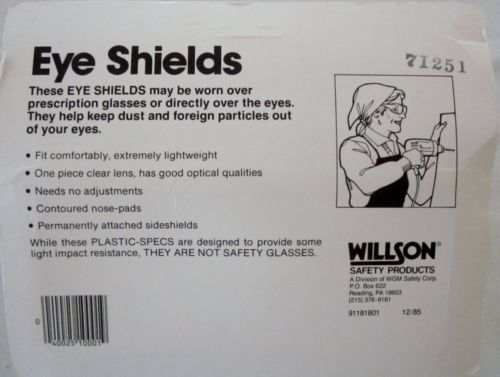 Eye Shields
71251
These EYE SHIELDS may be worn over
prescription glasses or directly over the eyes.
They help keep dust and foreign particles out
of your eyes.
• Fit comfortably, extremely lightweight
• One piece clear lens, has good optical qualities
• Needs no adjustments
• Contoured nose-pads
• Permanently attached sideshields
While these PLASTIC-SPECS are designed to provide some
light impact resistance, THEY ARE NOT SAFETY GLASSES.
WILLSON®
SAFETY PRODUCTS
A Division of WGM Safety Corp.
P.O. Box 622
Reading, PA 19603
(215) 376-6161
91181801 12/85
0 40025 10001